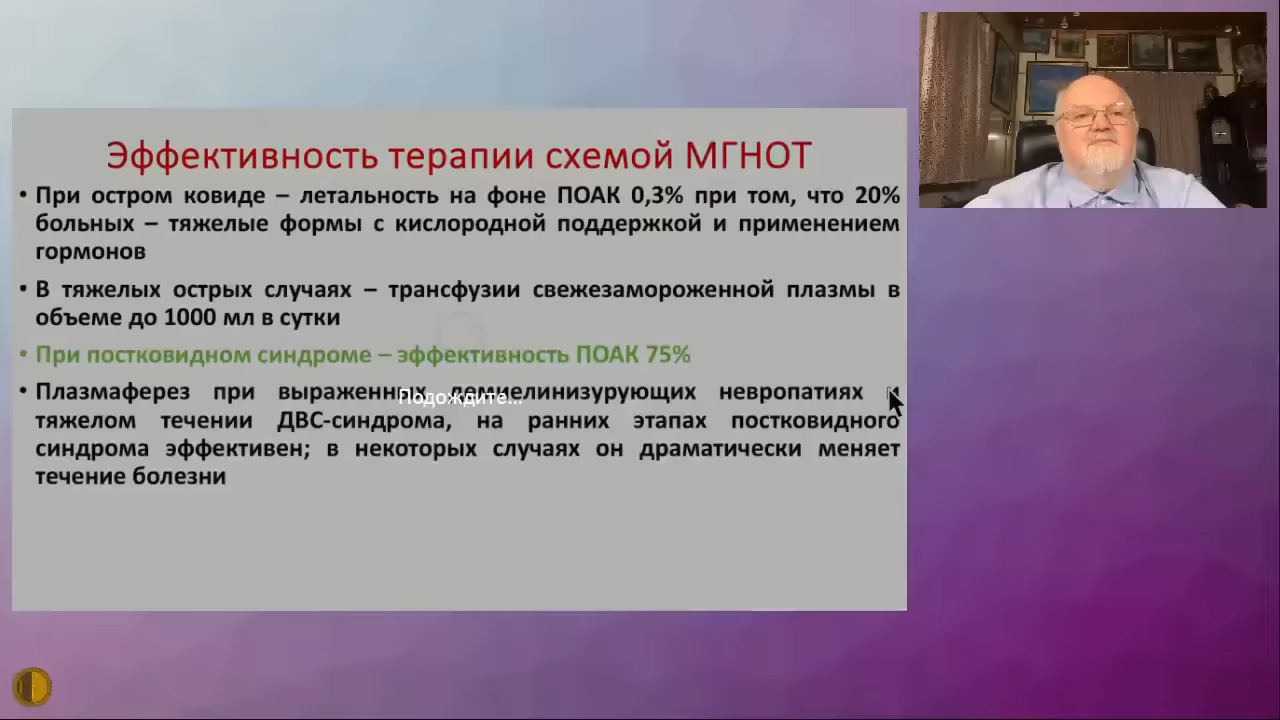 Эффективность терапии схемой МГНОТ
• При остром ковиде – летальность на фоне ПОАК 0,3% при том, что 20%
больных – тяжелые формы с кислородной поддержкой и применением
гормонов
• В тяжелых острых случаях – трансфузии свежезамороженной плазмы в
объеме до 1000 мл в сутки
• При постковидном синдроме – эффективность ПОАК 75%
• Плазмаферез при выраженных демиелинизурующих невропатиях и
Подождите...
тяжелом течении ДВС-синдрома, на ранних этапах постковидного
синдрома эффективен; в некоторых случаях он драматически меняет
течение болезни